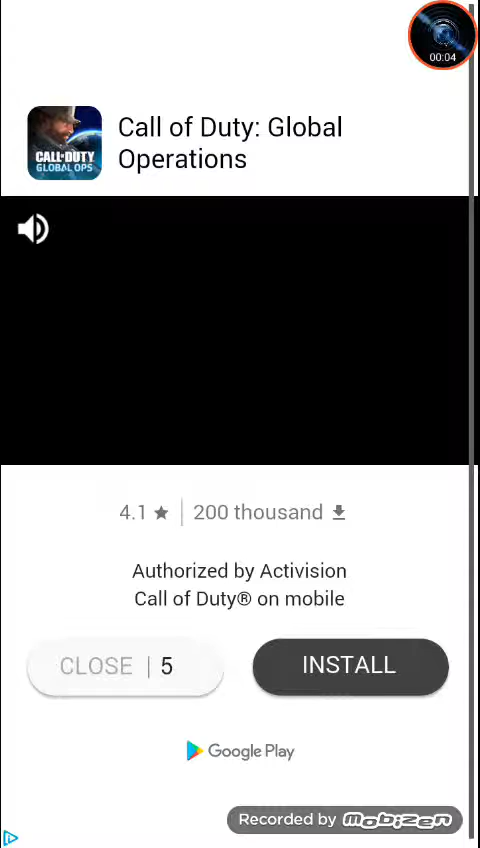 00:04
CALL OF DUTY
GLOBAL OPS
Call of Duty: Global
Operations
4.1 ★ | 200 thousand
Authorized by Activision
Call of Duty® on mobile
CLOSE | 5
INSTALL
Google Play
Recorded by mobizen